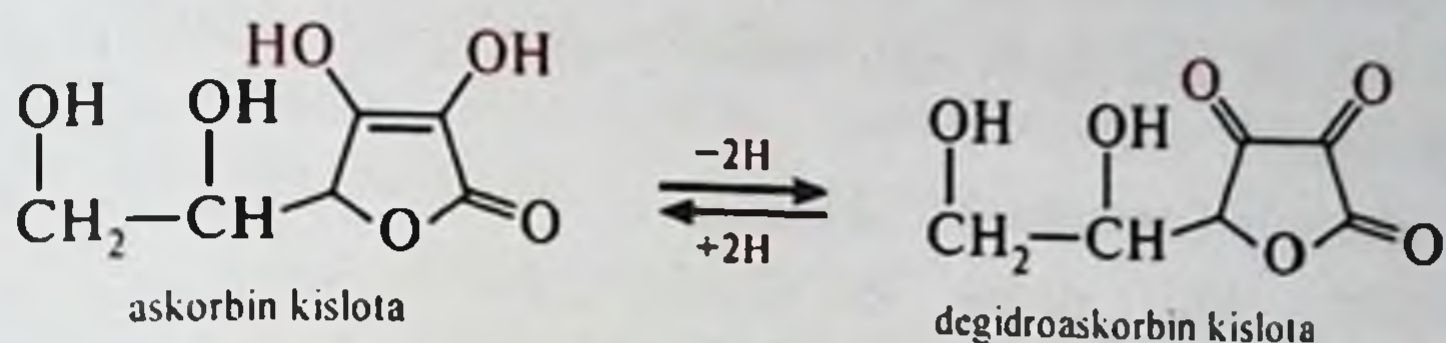 HO OH
OH OH
O O
OH OH
−2H
CH₂—CH O O
+2H
CH₂—CH O O
askorbin kislota
degidroaskorbin kislota